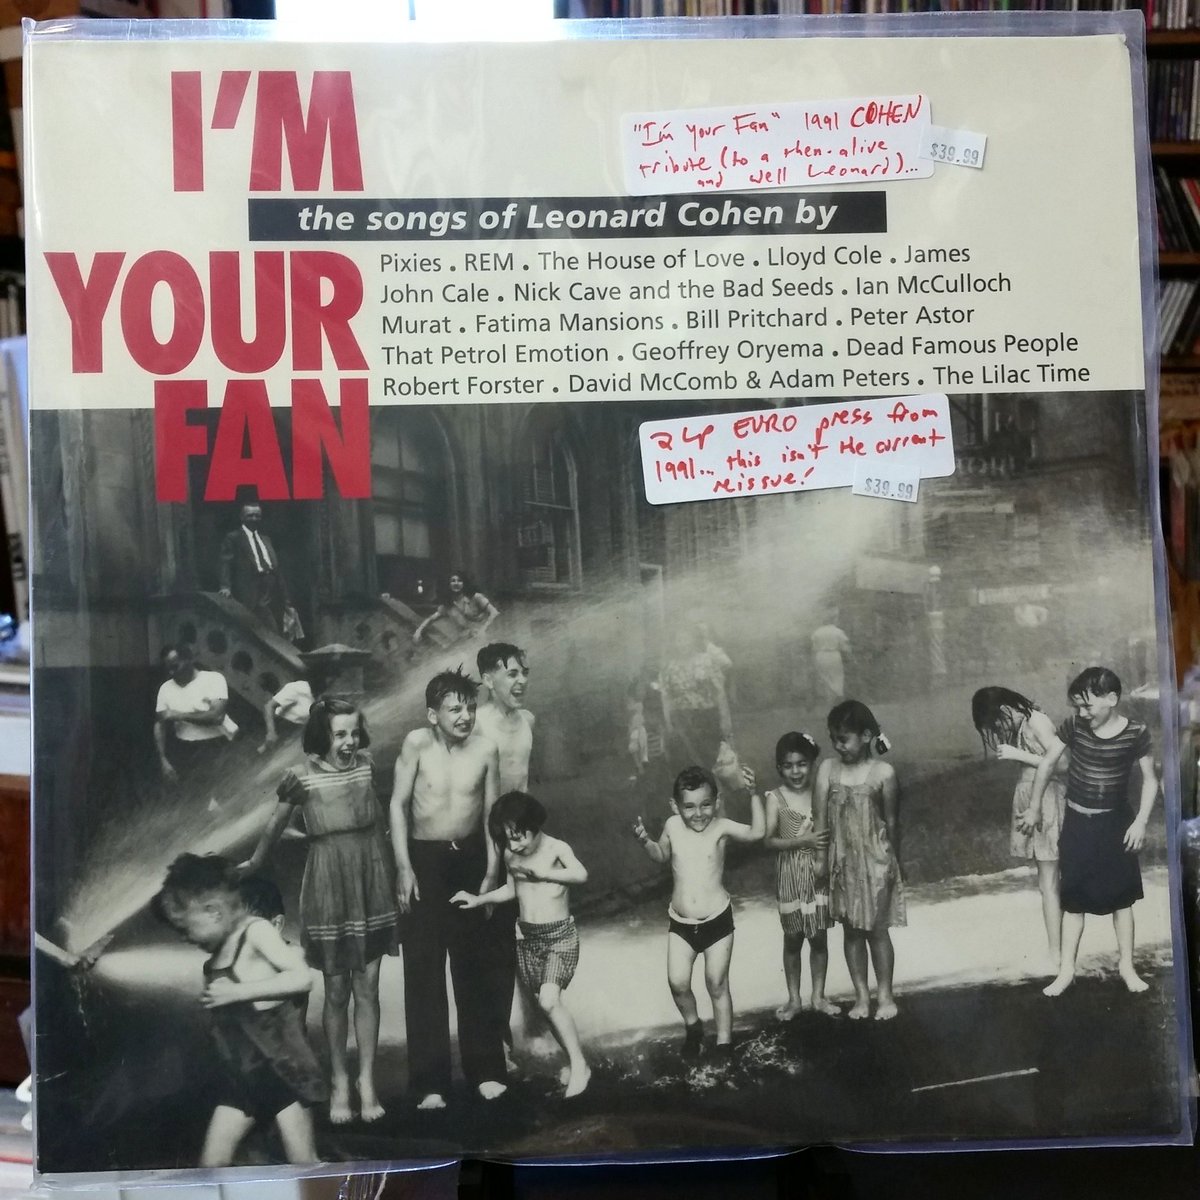 I'M
"I'm Your Fan" 1991 COHEN
tribute (to a then-alive
and well Leonard)...
$39.99
the songs of Leonard Cohen by
YOUR
FAN
Pixies . REM . The House of Love . Lloyd Cole . James
John Cale . Nick Cave and the Bad Seeds . Ian McCulloch
Murat . Fatima Mansions . Bill Pritchard . Peter Astor
That Petrol Emotion . Geoffrey Oryema . Dead Famous People
Robert Forster . David McComb & Adam Peters . The Lilac Time
2 LP EURO press from
1991... this isn't the current
reissue!
$39.99